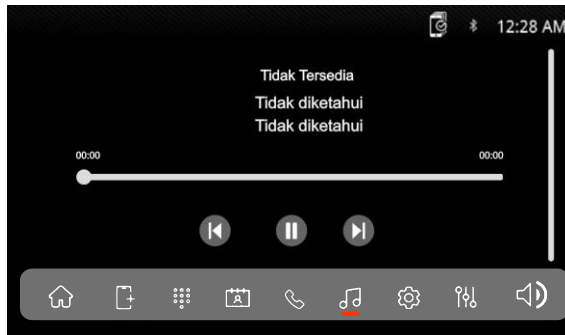 12:28 AM
Tidak Tersedia
Tidak diketahui
Tidak diketahui
00:00 00:00